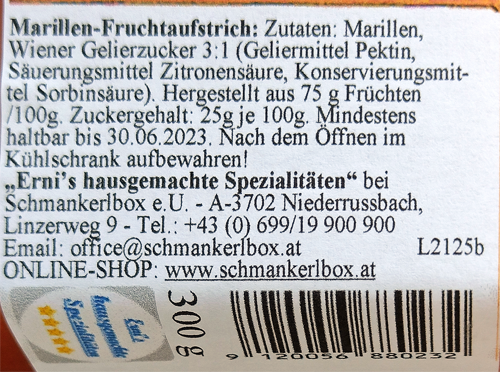 Marillen-Fruchtaufstrich: Zutaten: Marillen,
Wiener Gelierzucker 3:1 (Geliermittel Pektin,
Säuerungsmittel Zitronensäure, Konservierungsmit-
tel Sorbinsäure). Hergestellt aus 75 g Früchten
/100g. Zuckergehalt: 25g je 100g. Mindestens
haltbar bis 30.06.2023. Nach dem Öffnen im
Kühlschrank aufbewahren!
„Erni's hausgemachte Spezialitäten“ bei
Schmankerlbox e.U. - A-3702 Niederrussbach,
Linzerweg 9 - Tel.: +43 (0) 699/19 900 900
Email: office@schmankerlbox.at L2125b
ONLINE-SHOP: www.schmankerlbox.at
Erni's
hausgemachte
Spezialitäten
300 g
9 120056 880232